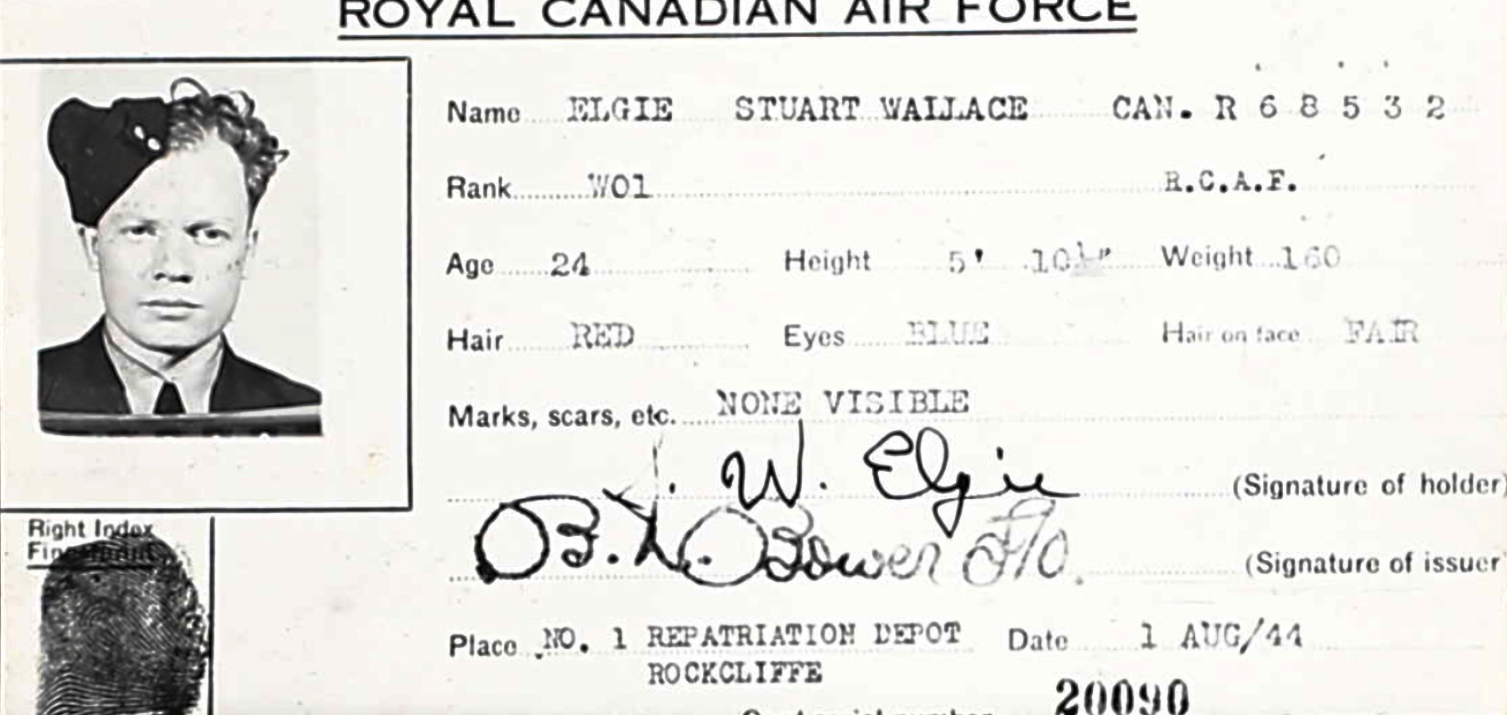 ROYAL CANADIAN AIR FORCE
Name ELGIE STUART WALLACE CAN. R 6 8 5 3 2
Rank W01 R.C.A.F.
Age 24 Height 5' 10½" Weight 160
Hair RED Eyes BLUE Hair on face FAIR
Marks, scars, etc. NONE VISIBLE
W. Elgie (Signature of holder)
B. Bower F/O. (Signature of issuer
Right Index
Place NO. 1 REPATRIATION DEPOT Date 1 AUG/44
ROCKCLIFFE
20090